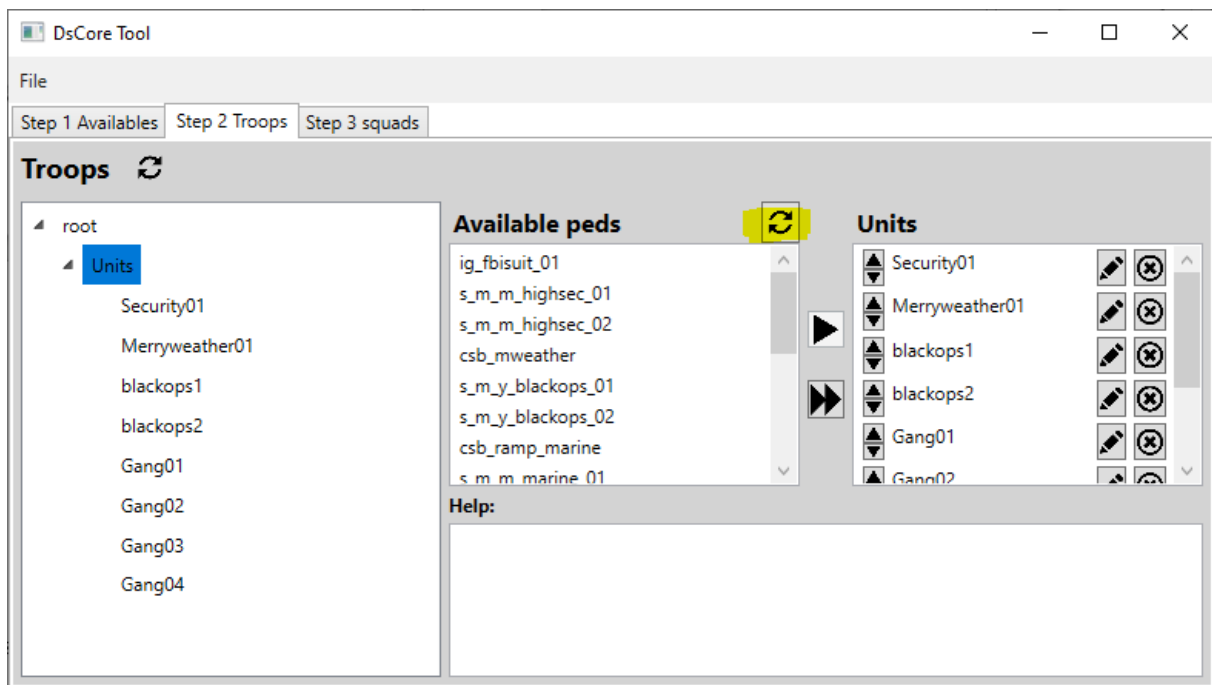 DsCore Tool
File
Step 1 Availables Step 2 Troops Step 3 squads
Troops
root
Units
Security01
Merryweather01
blackops1
blackops2
Gang01
Gang02
Gang03
Gang04
Available peds
ig_fbisuit_01
s_m_m_highsec_01
s_m_m_highsec_02
csb_mweather
s_m_y_blackops_01
s_m_y_blackops_02
csb_ramp_marine
s_m_m_marine_01
Units
Security01
Merryweather01
blackops1
blackops2
Gang01
Gang02
Help: